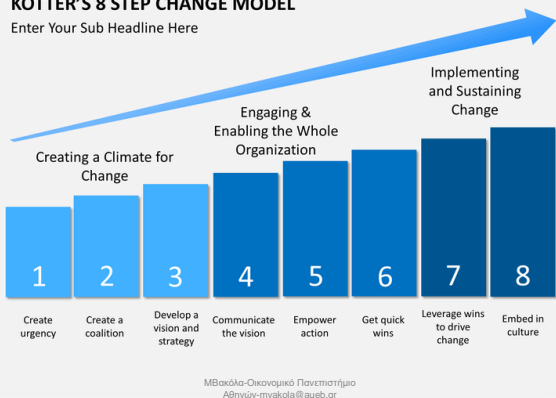 KOTTER'S 8 STEP CHANGE MODEL
Enter Your Sub Headline Here
Implementing
and Sustaining
Change
Engaging &
Enabling the Whole
Organization
Creating a Climate for
Change
1 2 3 4 5 6 7 8
Create
urgency
Create a
coalition
Develop a
vision and
strategy
Communicate
the vision
Empower
action
Get quick
wins
Leverage wins
to drive
change
Embed in
culture
ΜΒακόλα-Οικονομικό Πανεπιστήμιο
Αθηνών-mvakola@aueb.gr